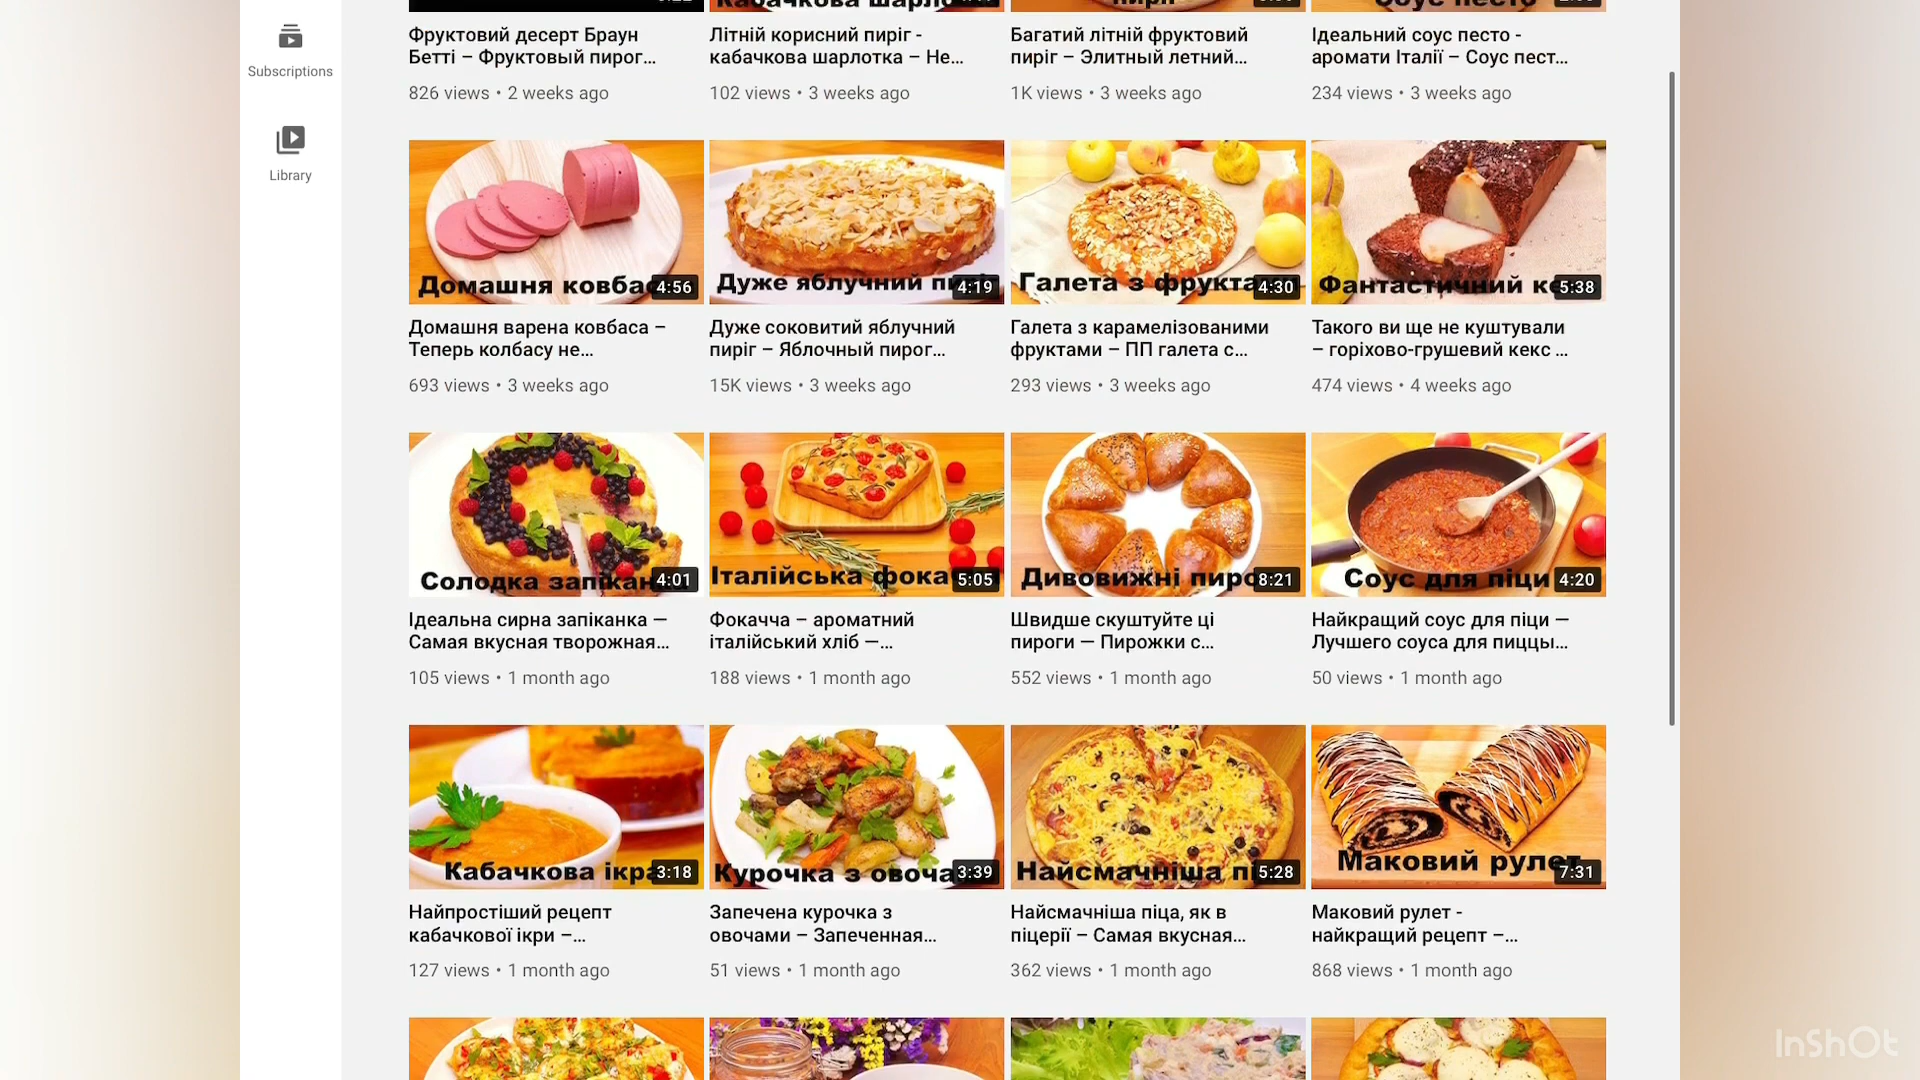 Subscriptions
Library
Фруктовий десерт Браун
Бетті – Фруктовый пирог...
826 views • 2 weeks ago
Літній корисний пиріг -
кабачкова шарлотка – Не...
102 views • 3 weeks ago
Багатий літній фруктовий
пиріг – Элитный летний...
1K views • 3 weeks ago
Ідеальний соус песто -
аромати Італії – Соус пест...
234 views • 3 weeks ago
Домашня ковбас
4:56
Дуже яблучний пиріг
4:19
Галета з фрукта
4:30
Фантастичний ке
5:38
Домашня варена ковбаса –
Теперь колбасу не...
693 views • 3 weeks ago
Дуже соковитий яблучний
пиріг – Яблочный пирог...
15K views • 3 weeks ago
Галета з карамелізованими
фруктами – ПП галета с...
293 views • 3 weeks ago
Такого ви ще не куштували
– горіхово-грушевий кекс ...
474 views • 4 weeks ago
Солодка запікан
4:01
Італійська фока
5:05
Дивовижні пиро
8:21
Соус для піци
4:20
Ідеальна сирна запіканка —
Самая вкусная творожная...
105 views • 1 month ago
Фокачча – ароматний
італійський хліб —...
188 views • 1 month ago
Швидше скуштуйте ці
пироги — Пирожки с...
552 views • 1 month ago
Найкращий соус для піци —
Лучшего соуса для пиццы...
50 views • 1 month ago
Кабачкова ікра
3:18
Курочка з овоча
3:39
Найсмачніша пі
5:28
Маковий рулет
7:31
Найпростіший рецепт
кабачкової ікри –...
127 views • 1 month ago
Запечена курочка з
овочами – Запеченная...
51 views • 1 month ago
Найсмачніша піца, як в
піцерії – Самая вкусная...
362 views • 1 month ago
Маковий рулет -
найкращий рецепт –...
868 views • 1 month ago
InShOt